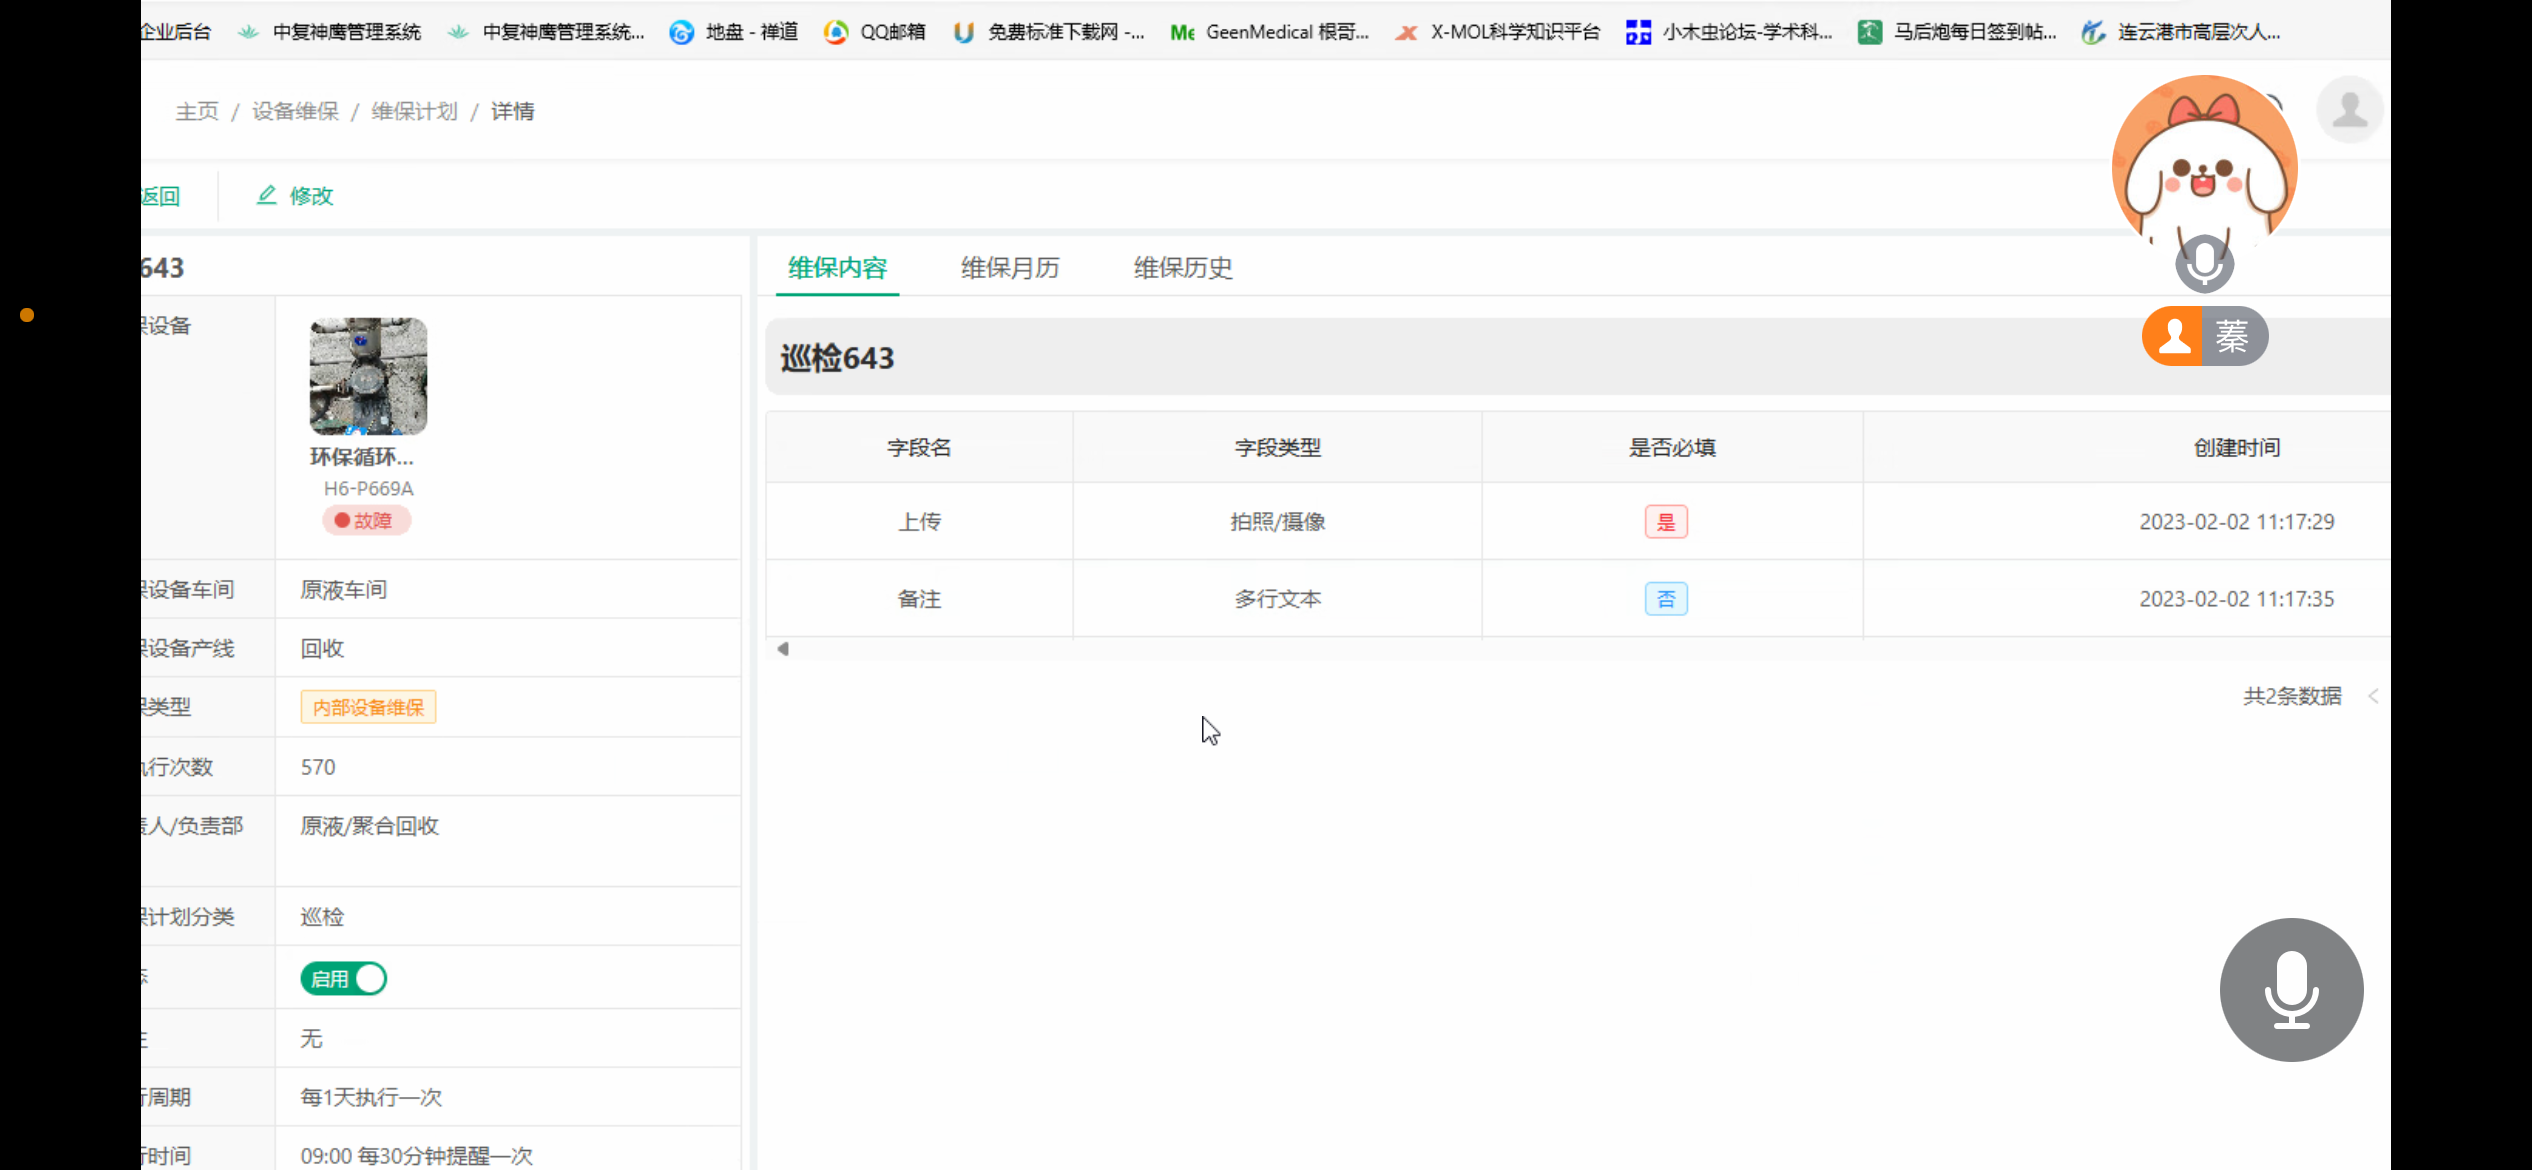 企业后台 中复神鹰管理系统 中复神鹰管理系统... 地盘 - 禅道 QQ邮箱 免费标准下载网 -... GeenMedical 根哥... X-MOL科学知识平台 小木虫论坛-学术科... 马后炮每日签到帖... 连云港市高层次人...
主页 / 设备维保 / 维保计划 / 详情
返回 修改
643
维保内容 维保月历 维保历史
设备
环保循环...
H6-P669A
故障
蓁
巡检643
字段名 字段类型 是否必填 创建时间
上传 拍照/摄像 是 2023-02-02 11:17:29
备注 多行文本 否 2023-02-02 11:17:35
共2条数据 <
设备车间 原液车间
设备产线 回收
类型 内部设备维保
行次数 570
人/负责部 原液/聚合回收
计划分类 巡检
启用
无
周期 每1天执行一次
时间 09:00 每30分钟提醒一次